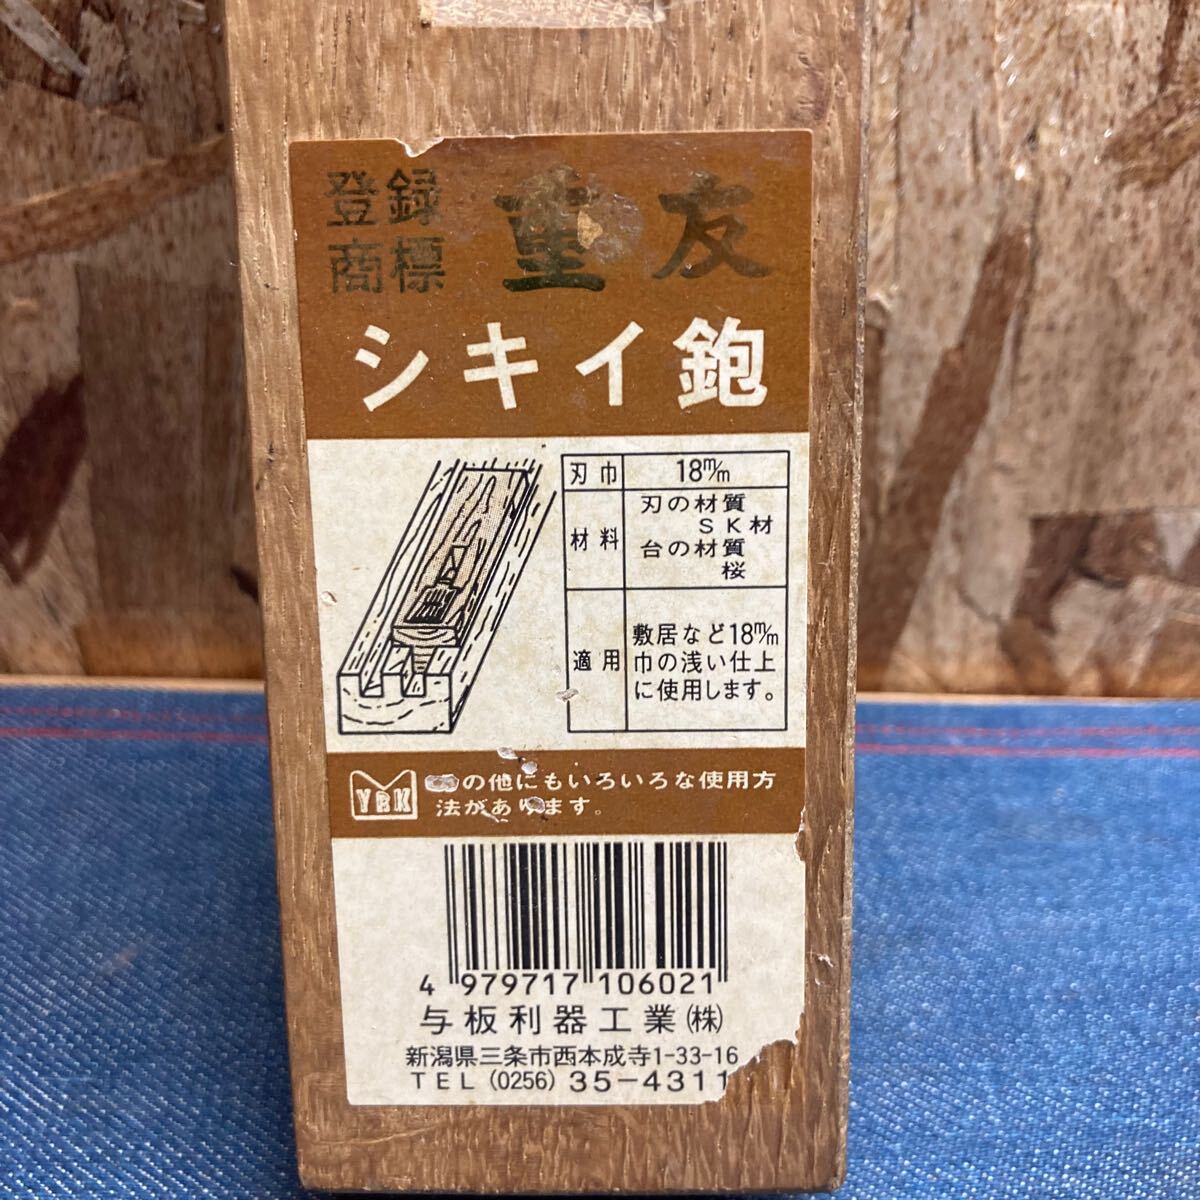 登録
商標
重友
シキイ鉋
刃巾 18m/m
材料 刃の材質
SK材
台の材質
桜
適用 敷居など18m/m
巾の浅い仕上
に使用します。
YRK
の他にもいろいろな使用方
法があります。
4 979717 106021
与板利器工業(株)
新潟県三条市西本成寺1-33-16
TEL (0256) 35-4311